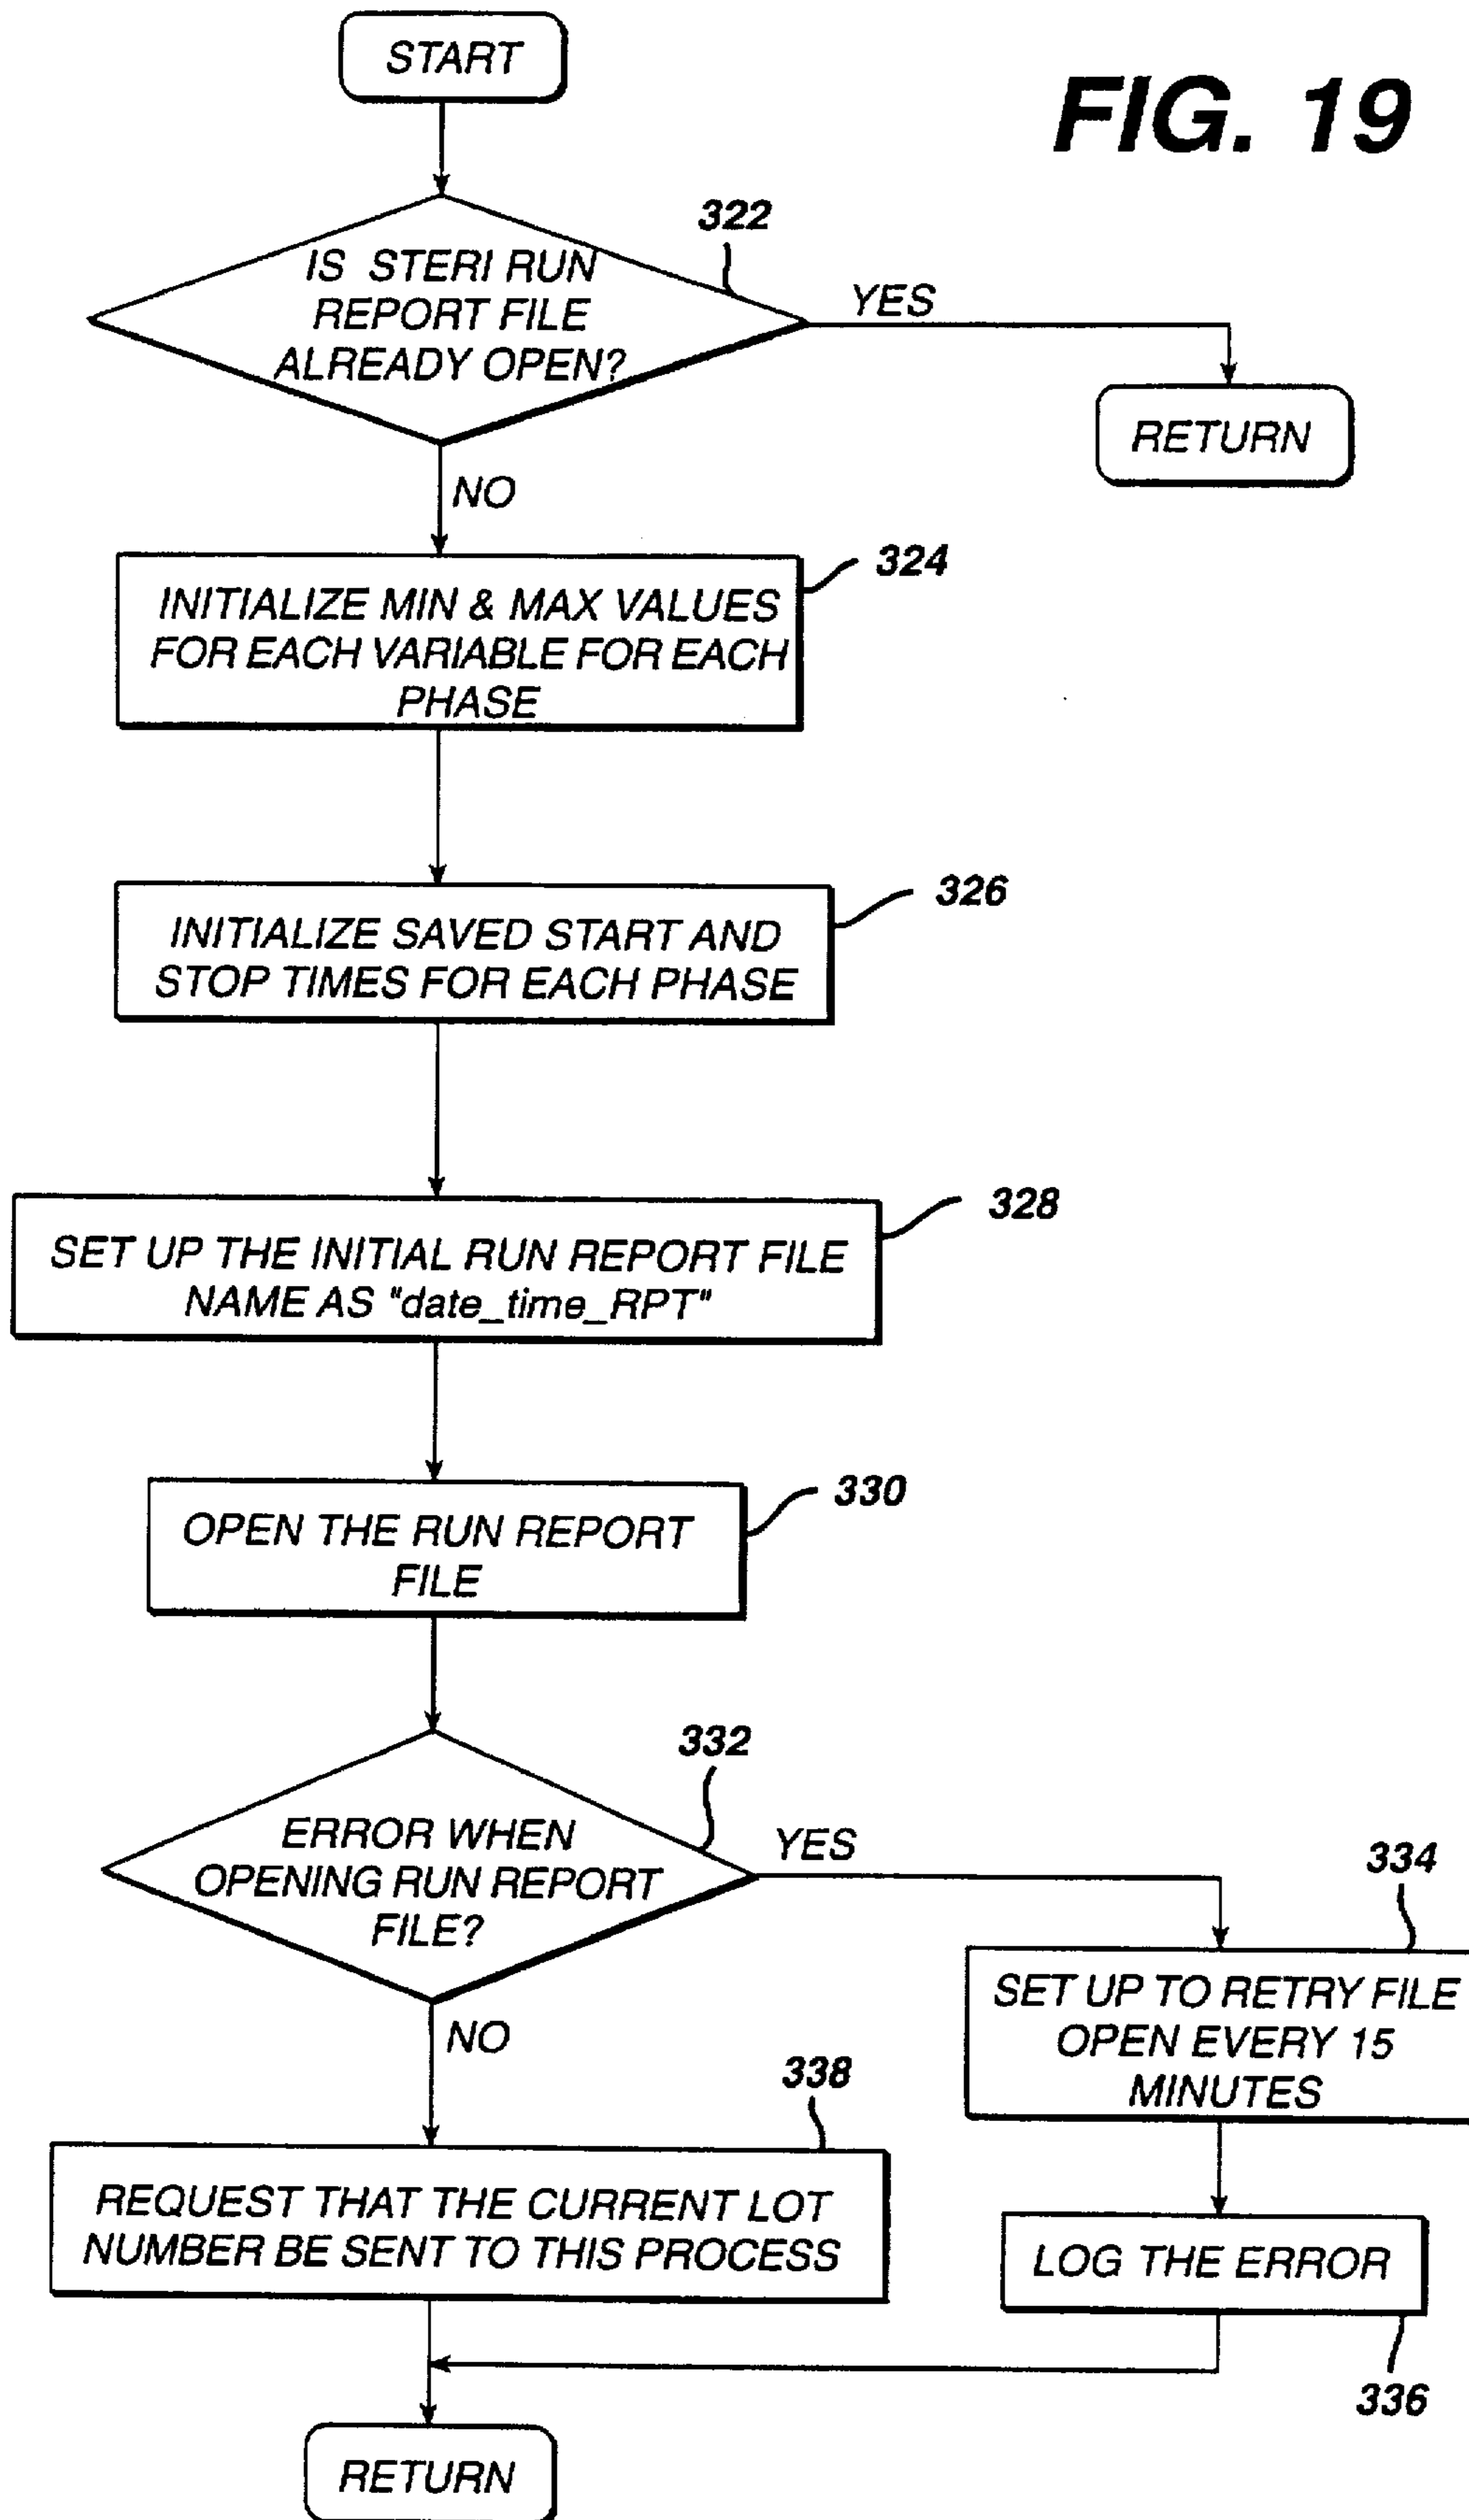 START
FIG. 19
322
IS STERI RUN
REPORT FILE
ALREADY OPEN?
YES
RETURN
NO
324
INITIALIZE MIN & MAX VALUES
FOR EACH VARIABLE FOR EACH
PHASE
326
INITIALIZE SAVED START AND
STOP TIMES FOR EACH PHASE
328
SET UP THE INITIAL RUN REPORT FILE
NAME AS "date_time_RPT"
330
OPEN THE RUN REPORT
FILE
332
ERROR WHEN
OPENING RUN REPORT
FILE?
YES
334
SET UP TO RETRY FILE
OPEN EVERY 15
MINUTES
NO
338
REQUEST THAT THE CURRENT LOT
NUMBER BE SENT TO THIS PROCESS
LOG THE ERROR
336
RETURN